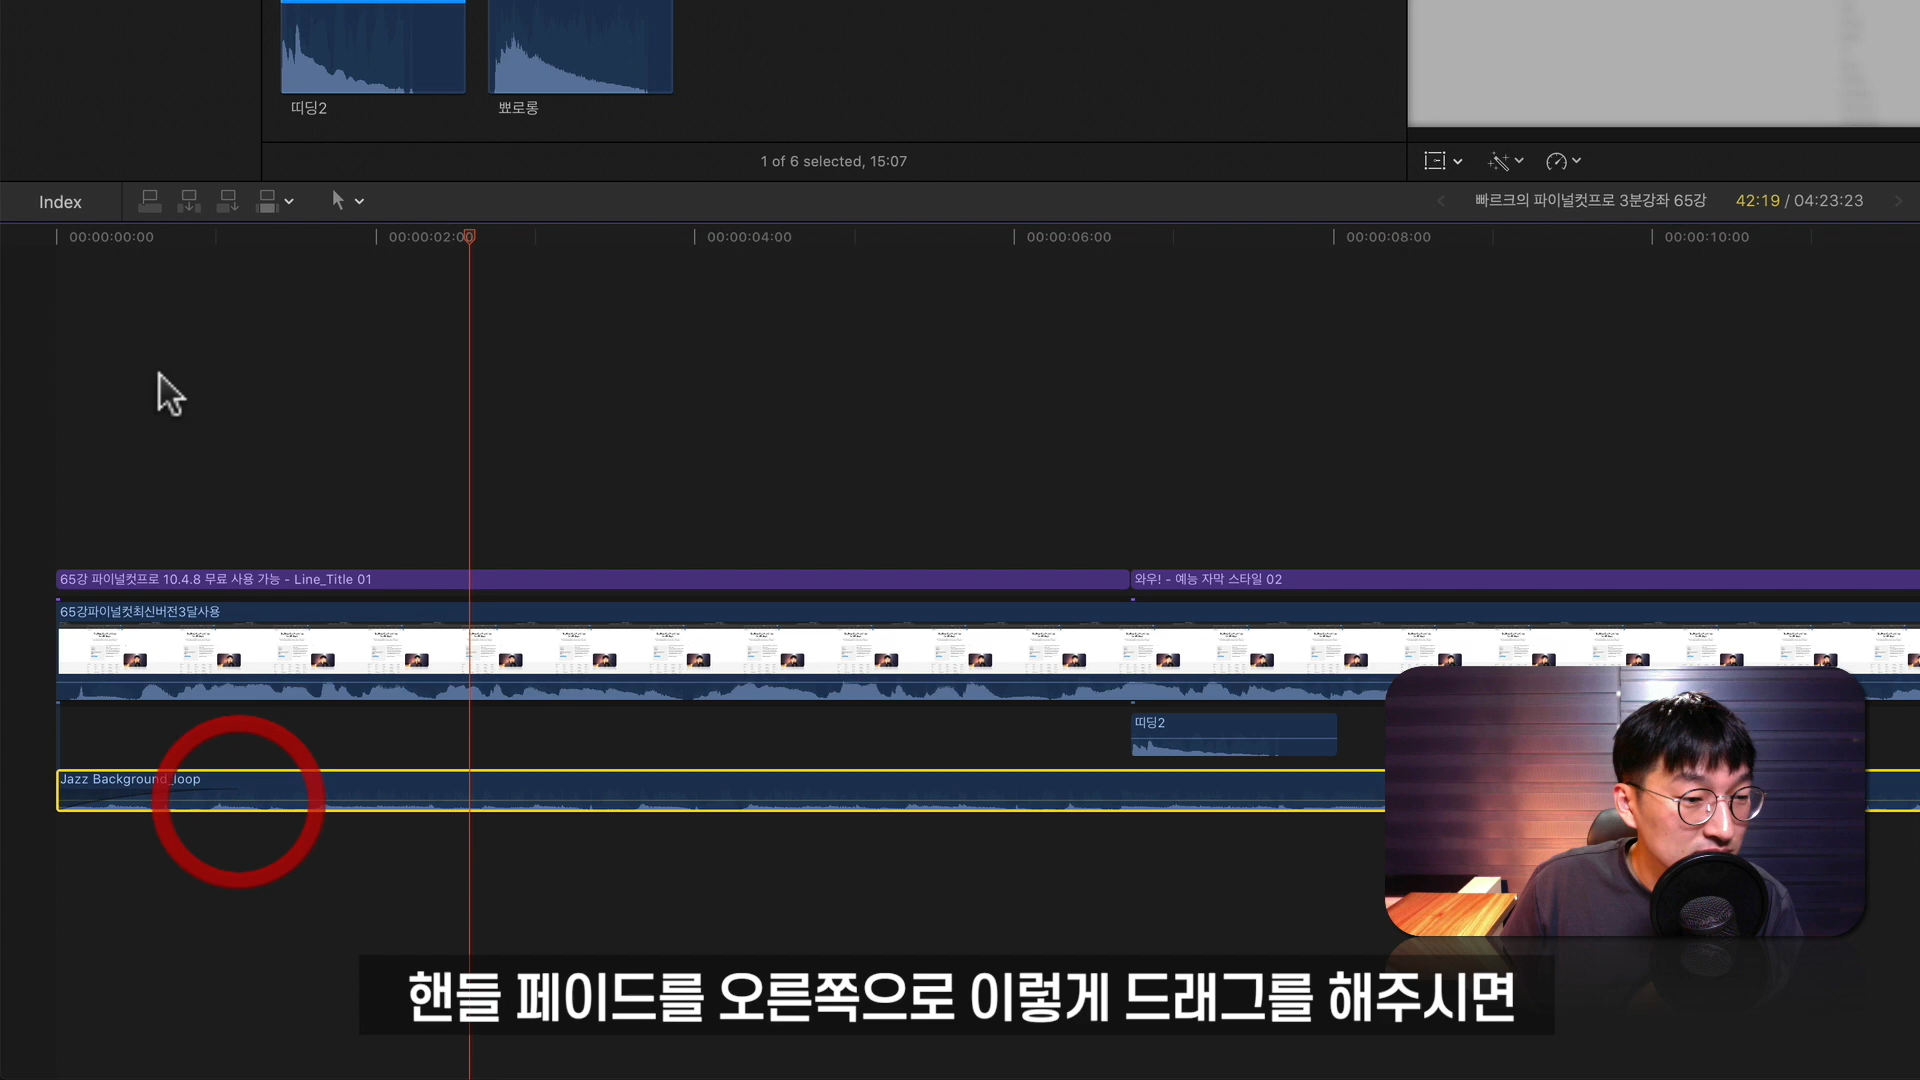 띠딩2
뾰로롱
1 of 6 selected, 15:07
Index
빠르크의 파이널컷프로 3분강좌 65강
42:19 / 04:23:23
00:00:00:00
00:00:02:00
00:00:04:00
00:00:06:00
00:00:08:00
00:00:10:00
65강 파이널컷프로 10.4.8 무료 사용 가능 - Line_Title 01
와우! - 예능 자막 스타일 02
65강파이널컷최신버전3달사용
띠딩2
Jazz Background_loop
핸들 페이드를 오른쪽으로 이렇게 드래그를 해주시면